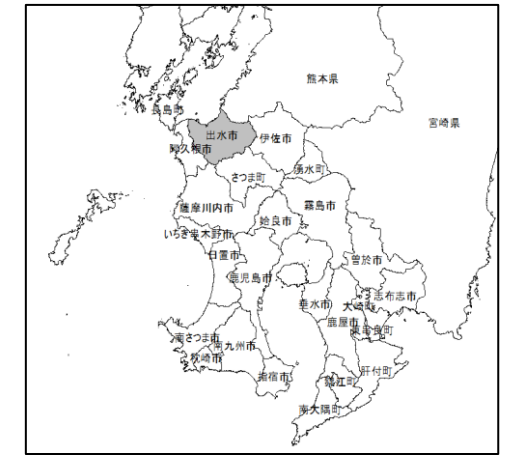 熊本県
宮崎県
長島町
出水市
伊佐市
阿久根市
湧水町
さつま町
薩摩川内市
霧島市
姶良市
いちき串木野市
日置市
曽於市
鹿児島市
志布志市
垂水市
大崎町
鹿屋市
東串良町
南さつま市
南九州市
枕崎市
肝付町
指宿市
錦江町
南大隅町